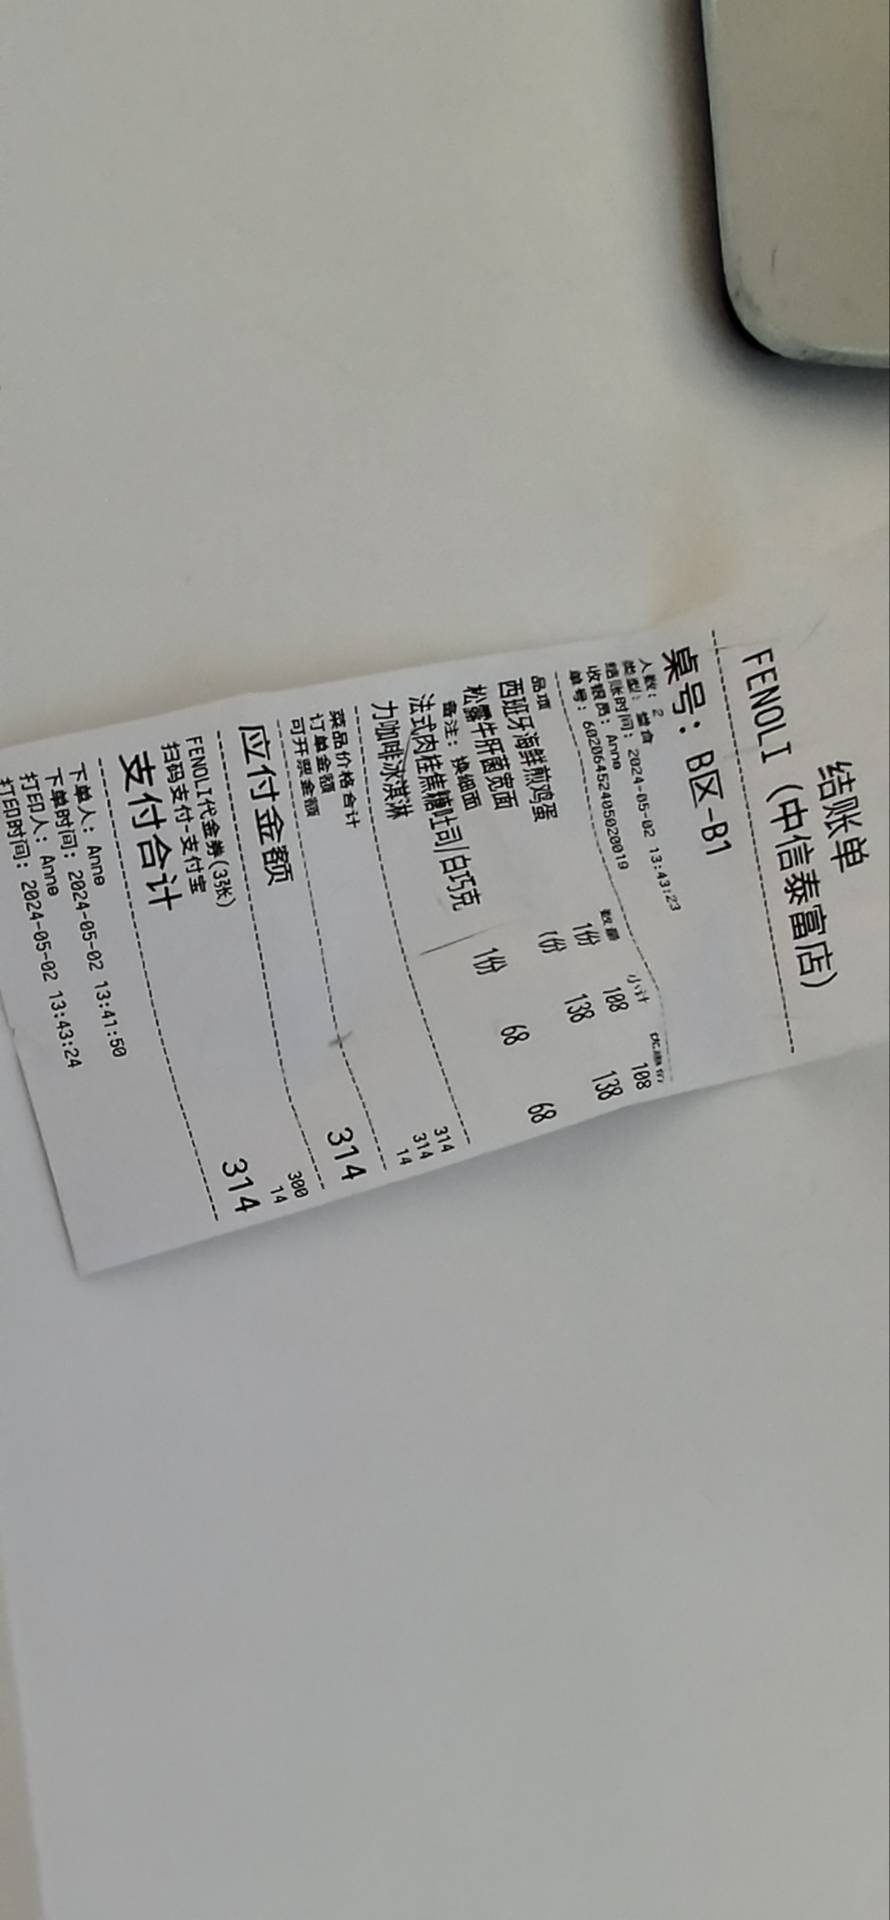 结账单
FENOLI (中信泰富店)
桌号: B区-B1
人数: 2
类型: 堂食
结账时间: 2024-05-02 13:43:23
收银员: Anne
单号: 60206452405020019
品项 数量 小计 优惠价
西班牙海鲜煎鸡蛋 1份 108 108
松露牛肝菌宽面 1份 138 138
备注: 换细面
法式肉桂焦糖吐司/白巧克 1份 68 68
力咖啡冰淇淋
菜品价格合计 314
订单金额 314
可开票金额 14
应付金额 314
FENOLI代金券(3张) 300
扫码支付-支付宝 14
支付合计 314
下单人: Anne
下单时间: 2024-05-02 13:41:50
打印人: Anne
打印时间: 2024-05-02 13:43:24